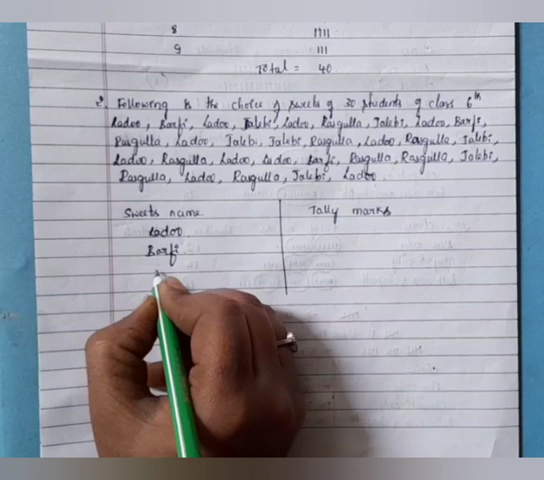 8 IMII
9 III
Total = 40
2. Following is the choice of sweets of 30 students of class 6th
Ladoo, Barfi, Ladoo, Jalebi, Ladoo, Rasgulla, Jalebi, Ladoo, Barfi,
Rasgulla, Ladoo, Jalebi, Jalebi, Rasgulla, Ladoo, Rasgulla, Jalebi,
Ladoo, Rasgulla, Ladoo, Ladoo, Barfi, Rasgulla, Rasgulla, Jalebi,
Rasgulla, Ladoo, Rasgulla, Jalebi, Ladoo.
Sweets name. Tally marks
Ladoo.
Barfi.